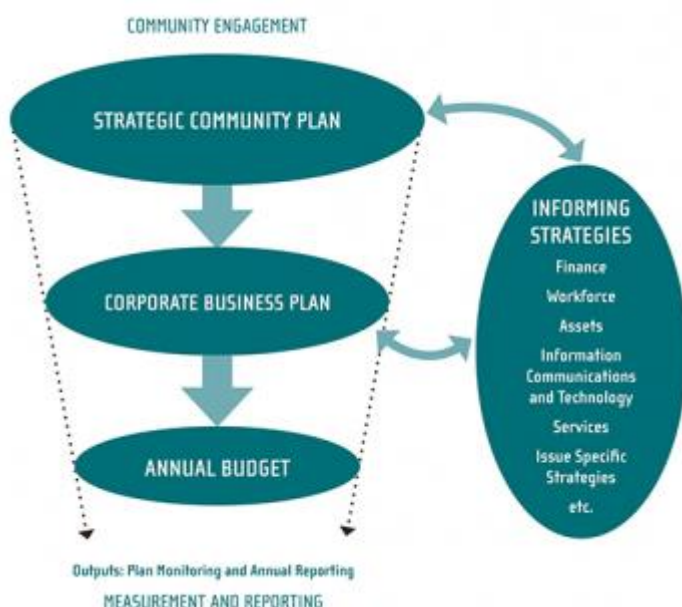 COMMUNITY ENGAGEMENT
STRATEGIC COMMUNITY PLAN
CORPORATE BUSINESS PLAN
ANNUAL BUDGET
INFORMING
STRATEGIES
Finance
Workforce
Assets
Information
Communications
and Technology
Services
Issue Specific
Strategies
etc.
Outputs: Plan Monitoring and Annual Reporting
MEASUREMENT AND REPORTING